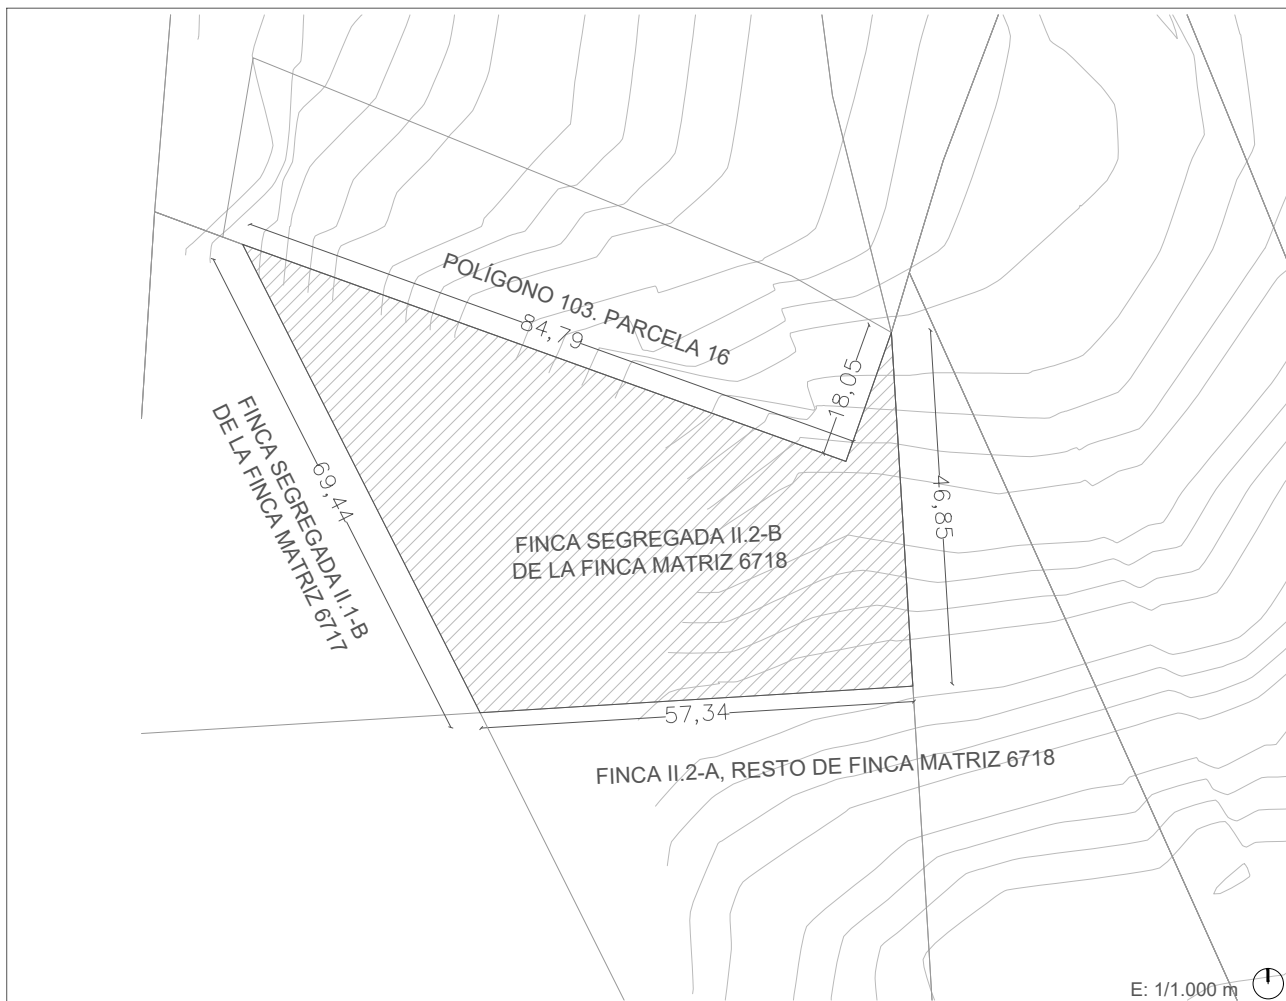 POLÍGONO 103. PARCELA 16
84,79
18,05
FINCA SEGREGADA II.1-B
DE LA FINCA MATRIZ 6717
69,44
46,85
FINCA SEGREGADA II.2-B
DE LA FINCA MATRIZ 6718
57,34
FINCA II.2-A, RESTO DE FINCA MATRIZ 6718
E: 1/1.000 m